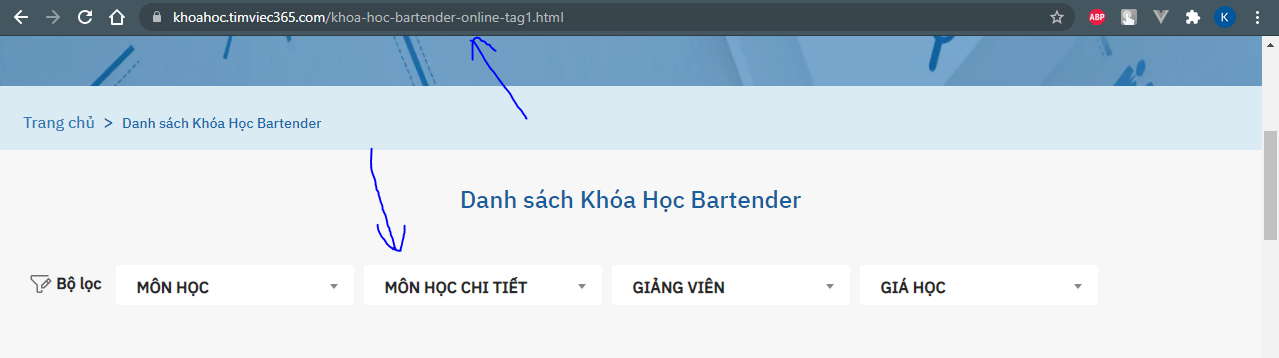 khoahoc.timviec365.com/khoa-hoc-bartender-online-tag1.html
ABP
K
Trang chủ > Danh sách Khóa Học Bartender
Danh sách Khóa Học Bartender
Bộ lọc MÔN HỌC MÔN HỌC CHI TIẾT GIẢNG VIÊN GIÁ HỌC